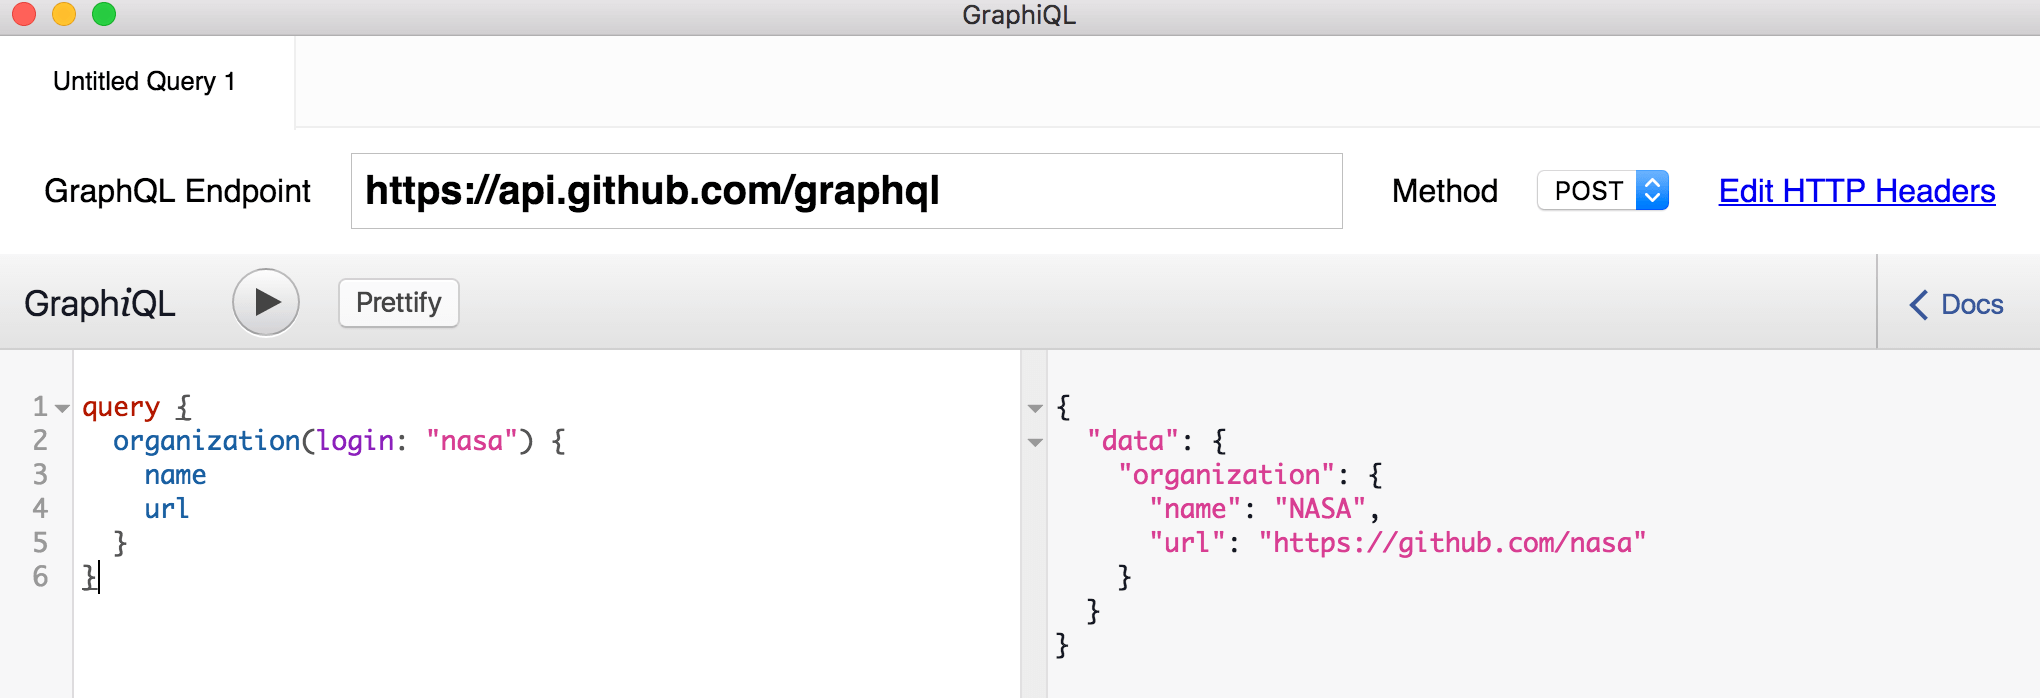 GraphiQL
Untitled Query 1
GraphQL Endpoint https://api.github.com/graphql Method POST Edit HTTP Headers
GraphiQL Prettify Docs
1 query {
2   organization(login: "nasa") {
3     name
4     url
5   }
6 }
{
  "data": {
    "organization": {
      "name": "NASA",
      "url": "https://github.com/nasa"
    }
  }
}